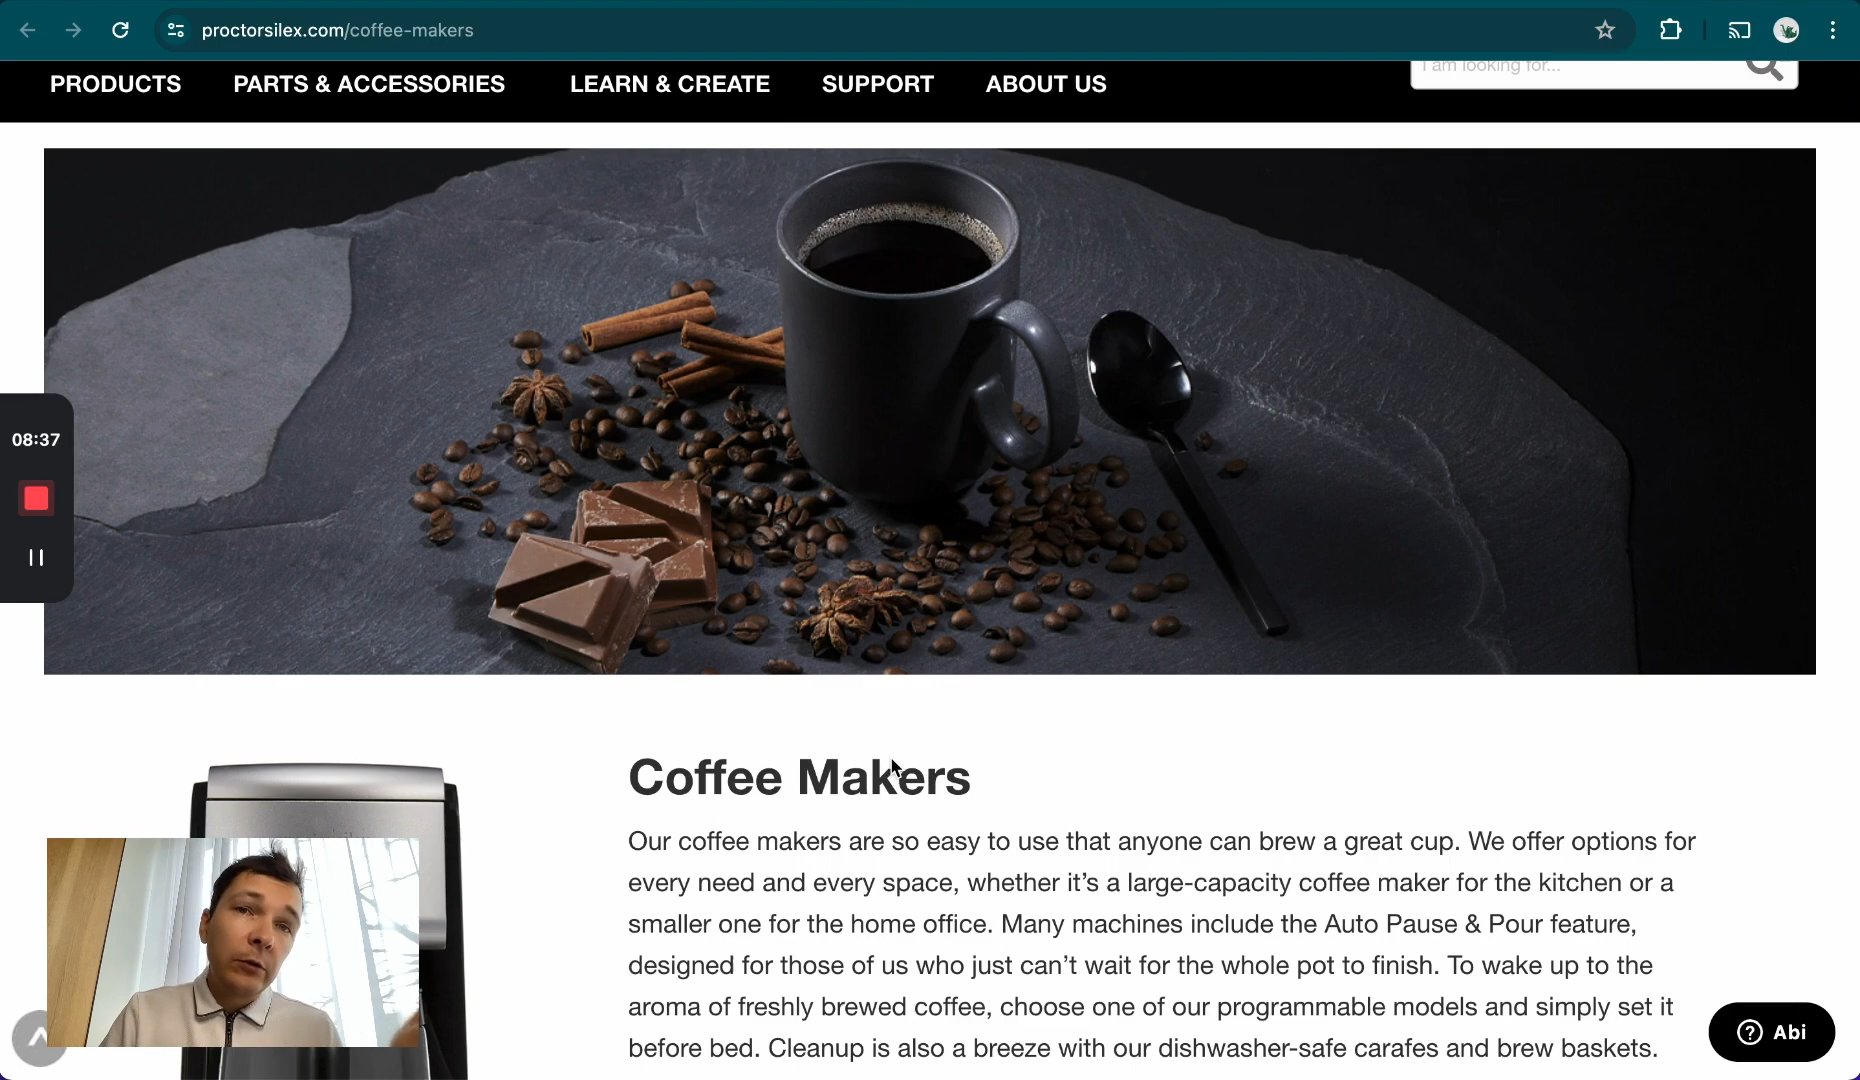 proctorsilex.com/coffee-makers
PRODUCTS PARTS & ACCESSORIES LEARN & CREATE SUPPORT ABOUT US
I am looking for...
08:37
Coffee Makers
Our coffee makers are so easy to use that anyone can brew a great cup. We offer options for
every need and every space, whether it’s a large-capacity coffee maker for the kitchen or a
smaller one for the home office. Many machines include the Auto Pause & Pour feature,
designed for those of us who just can’t wait for the whole pot to finish. To wake up to the
aroma of freshly brewed coffee, choose one of our programmable models and simply set it
before bed. Cleanup is also a breeze with our dishwasher-safe carafes and brew baskets.
Abi